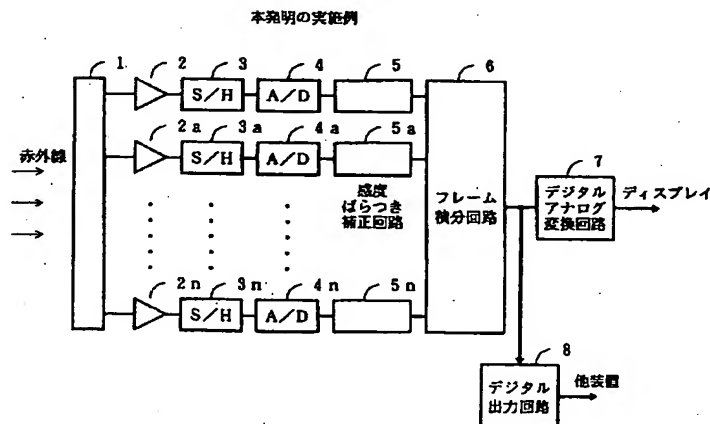 本発明の実施例
1 2 3 4 5 6
S/H A/D
2a 3a 4a 5a
赤外線
S/H A/D
感度
ばらつき
補正回路
フレーム
積分回路
7
デジタル
アナログ
変換回路
ディスプレイ
2n 3n 4n 5n
S/H A/D
8
デジタル
出力回路
他装置